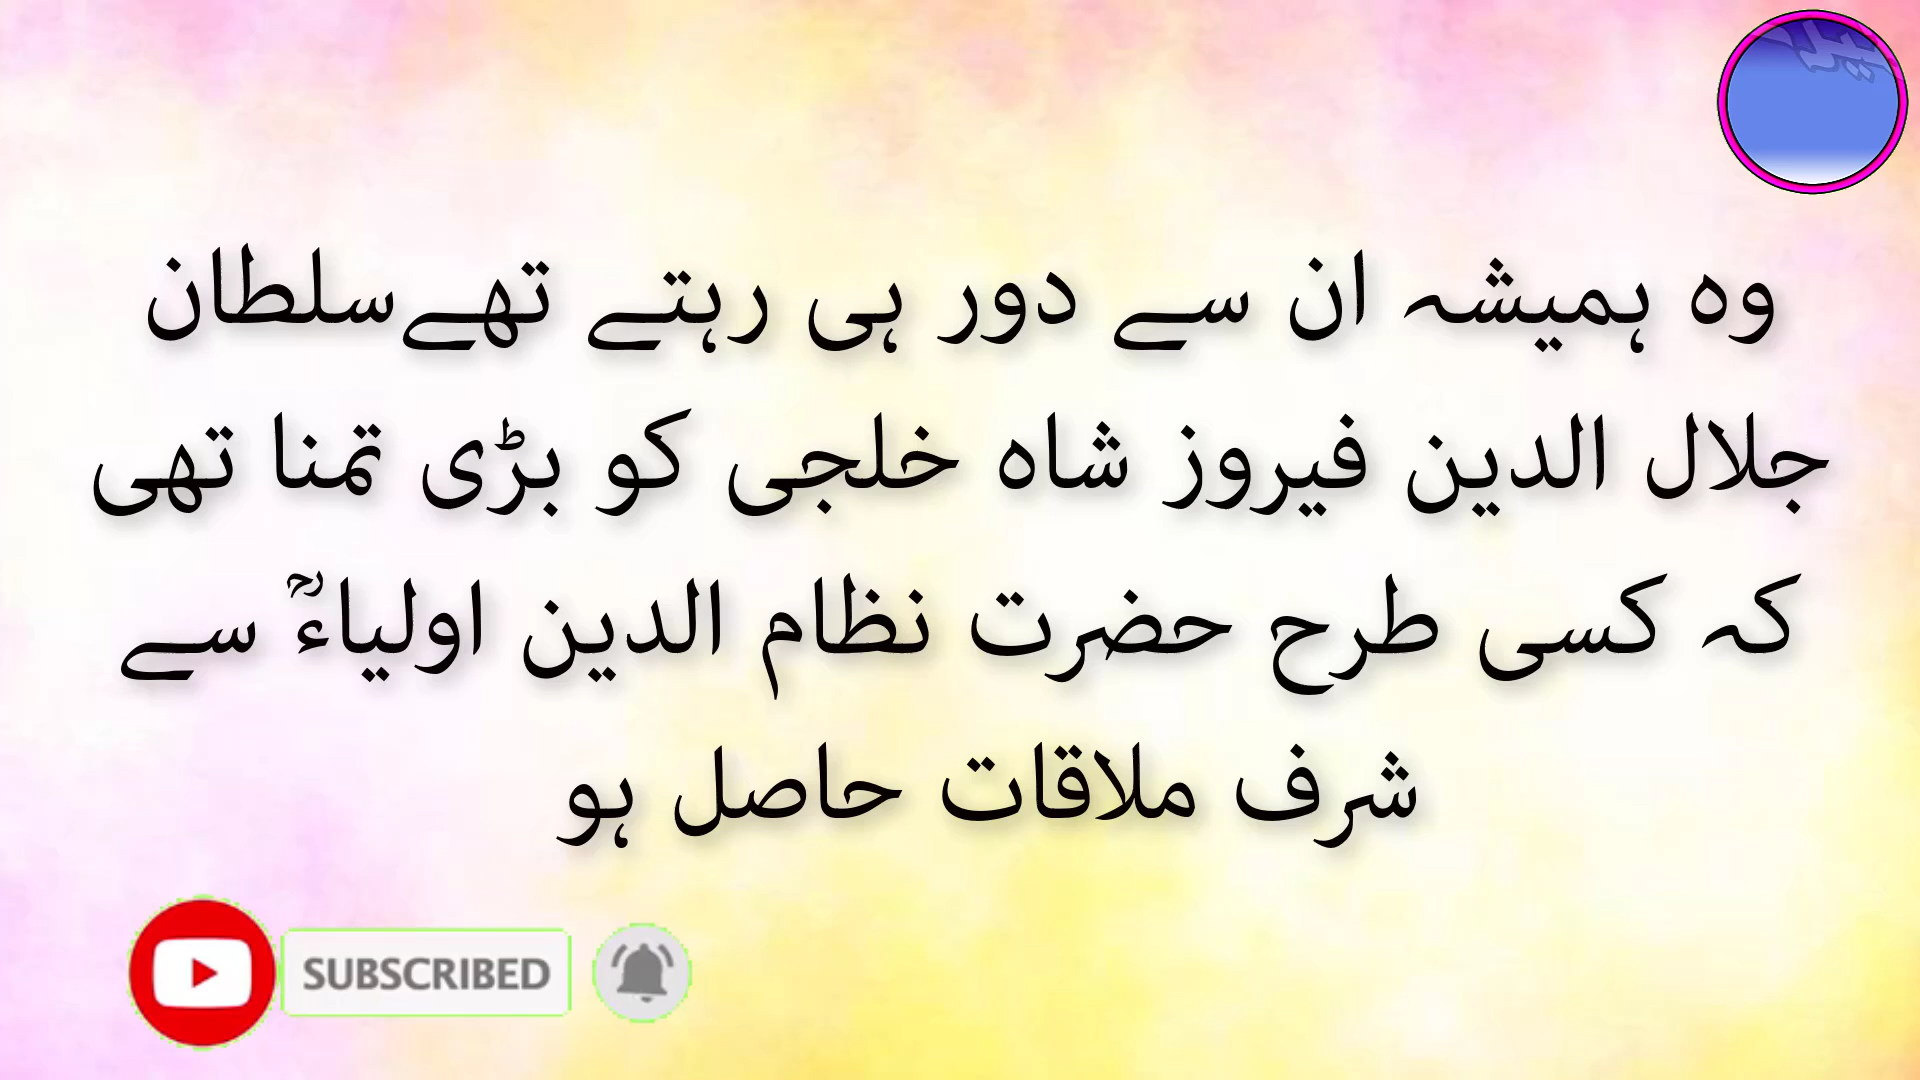 وہ ہمیشہ ان سے دور ہی رہتے تھےسلطان
جلال الدین فیروز شاہ خلجی کو بڑی تمنا تھی
کہ کسی طرح حضرت نظام الدین اولیاءؒ سے
شرف ملاقات حاصل ہو
SUBSCRIBED